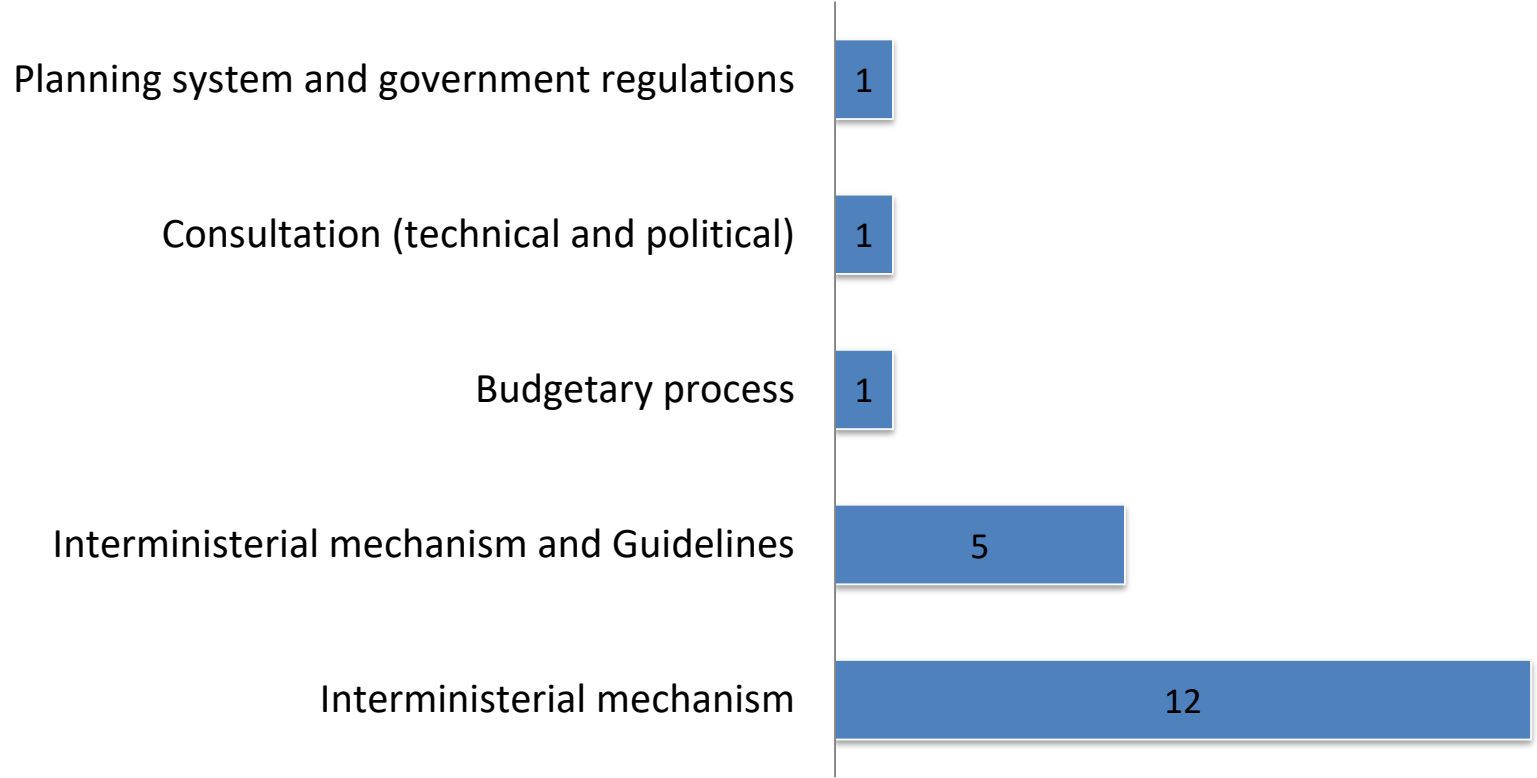 Planning system and government regulations 1
Consultation (technical and political) 1
Budgetary process 1
Interministerial mechanism and Guidelines 5
Interministerial mechanism 12